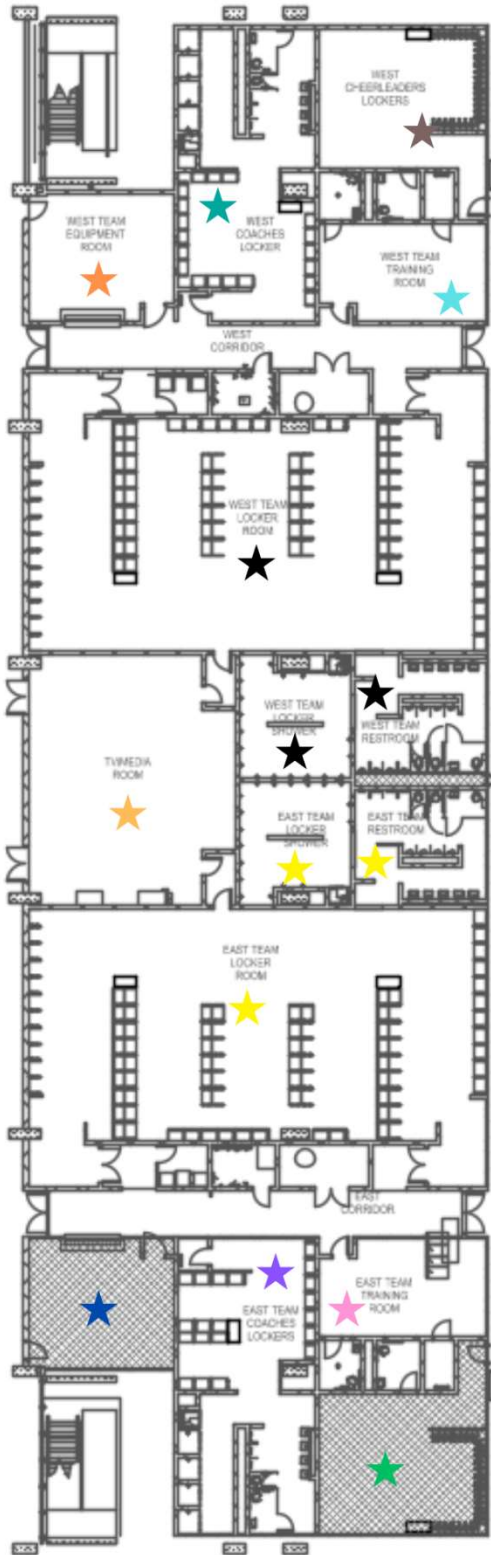 WEST
CHEERLEADERS
LOCKERS
WEST TEAM
EQUIPMENT
ROOM
WEST
COACHES
LOCKER
WEST TEAM
TRAINING
ROOM
WEST
CORRIDOR
WEST TEAM
LOCKER
ROOM
WEST TEAM
LOCKER
SHOWER
WEST TEAM
RESTROOM
TV/MEDIA
ROOM
EAST TEAM
LOCKER
SHOWER
EAST TEAM
RESTROOM
EAST TEAM
LOCKER
ROOM
EAST
CORRIDOR
EAST TEAM
COACHES
LOCKERS
EAST TEAM
TRAINING
ROOM